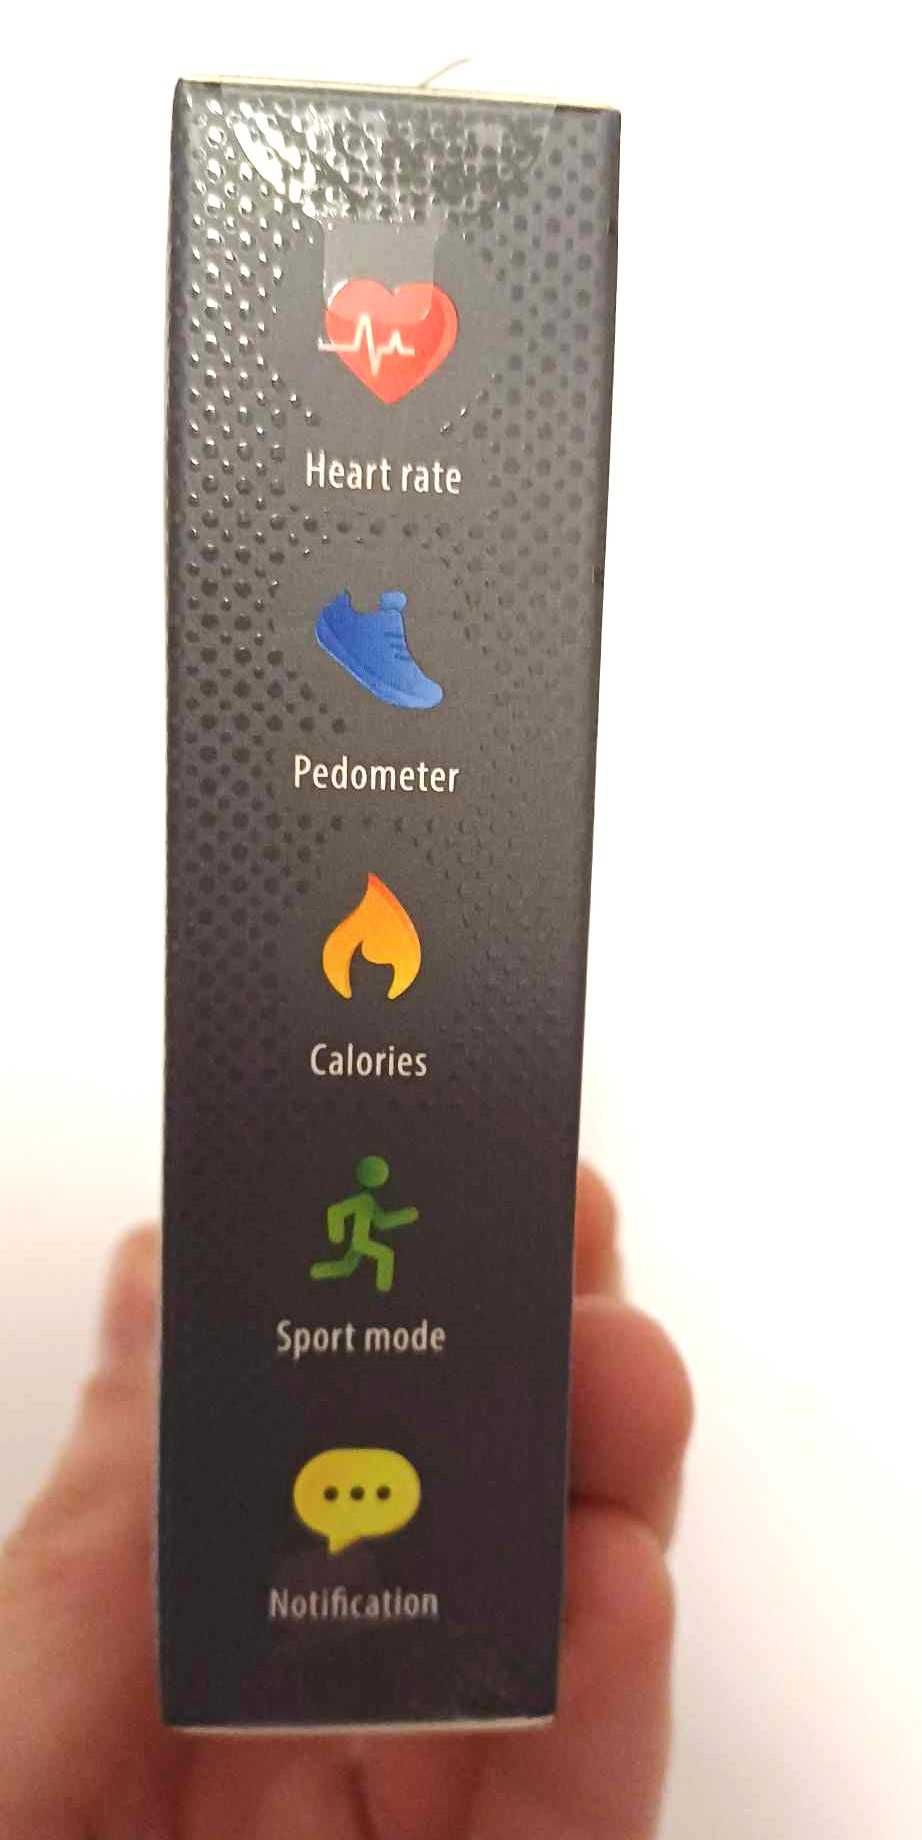 Heart rate
Pedometer
Calories
Sport mode
Notification